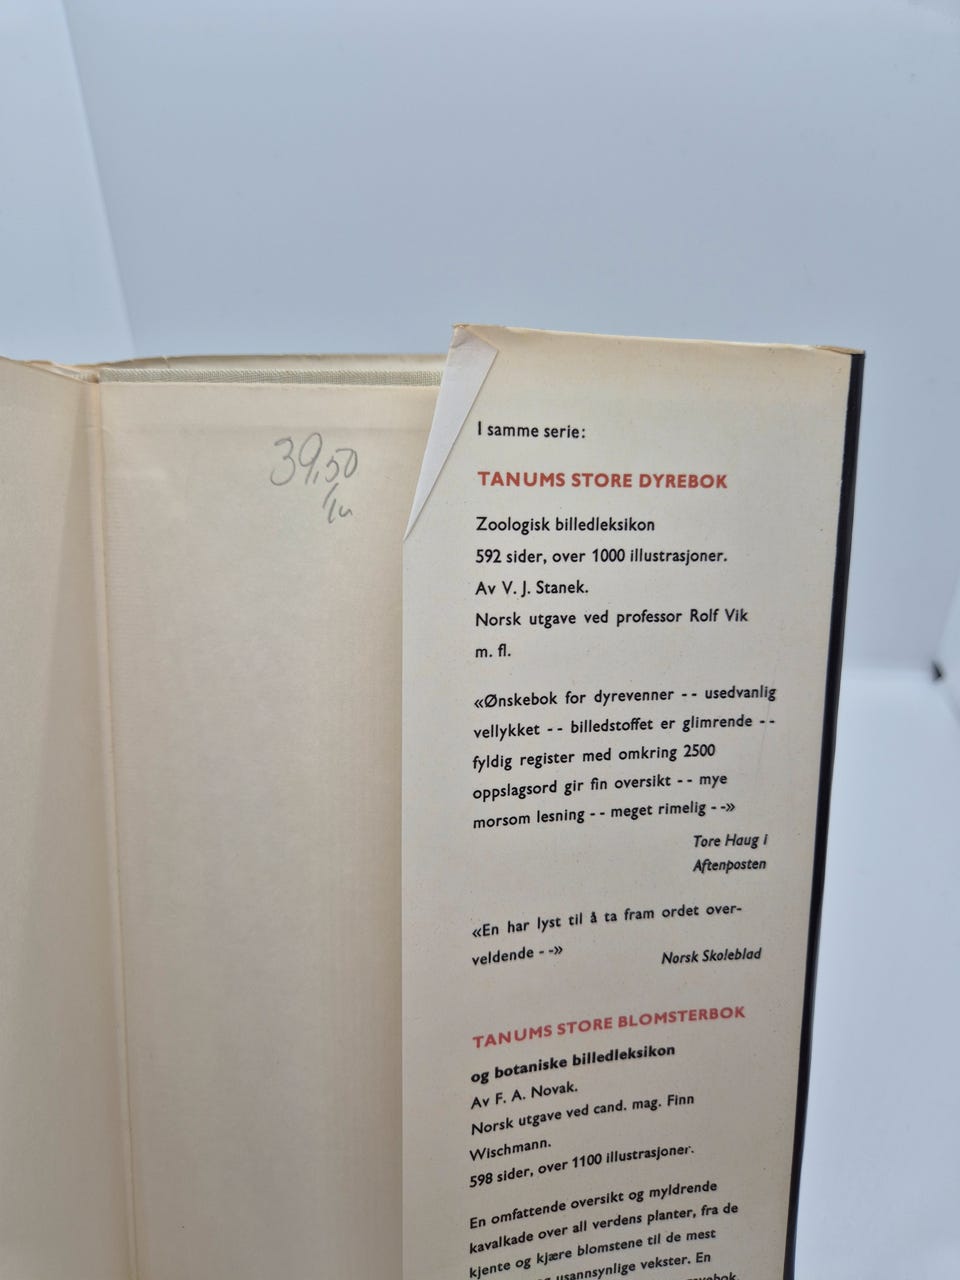 39,50
I samme serie:
TANUMS STORE DYREBOK
Zoologisk billedleksikon
592 sider, over 1000 illustrasjoner.
Av V. J. Stanek.
Norsk utgave ved professor Rolf Vik
m. fl.
«Ønskebok for dyrevenner -- usedvanlig
vellykket -- billedstoffet er glimrende --
fyldig register med omkring 2500
oppslagsord gir fin oversikt -- mye
morsom lesning -- meget rimelig --»
Tore Haug i
Aftenposten
«En har lyst til å ta fram ordet over-
veldende --»
Norsk Skoleblad
TANUMS STORE BLOMSTERBOK
og botaniske billedleksikon
Av F. A. Novak.
Norsk utgave ved cand. mag. Finn
Wischmann.
598 sider, over 1100 illustrasjoner.
En omfattende oversikt og myldrende
kavalkade over all verdens planter, fra de
kjente og kjære blomstene til de mest
usannsynlige vekster. En